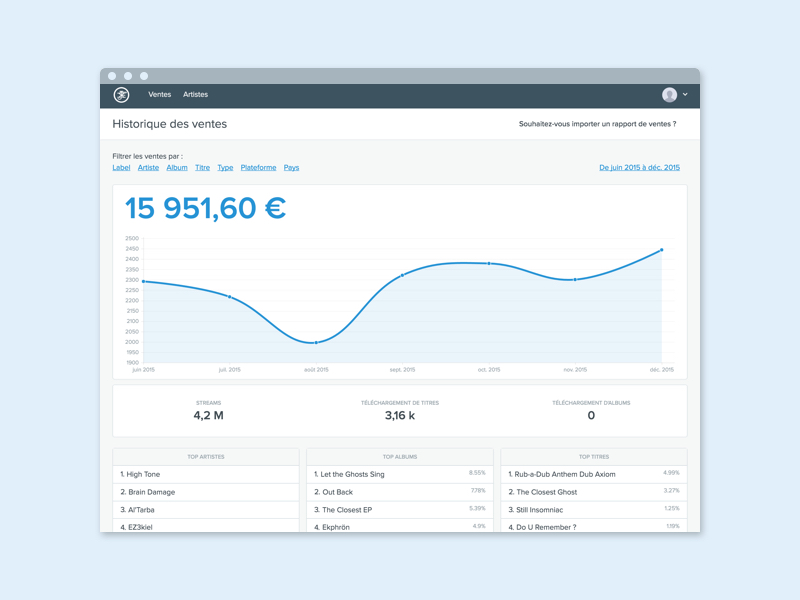 Ventes Artistes
Historique des ventes
Souhaitez-vous importer un rapport de ventes ?
Filtrer les ventes par :
Label Artiste Album Titre Type Plateforme Pays
De juin 2015 à déc. 2015
15 951,60 €
2500
2450
2400
2350
2300
2250
2200
2150
2100
2050
2000
1950
1900
juin 2015 juil. 2015 août 2015 sept. 2015 oct. 2015 nov. 2015 déc. 2015
STREAMS
4,2 M
TÉLÉCHARGEMENT DE TITRES
3,16 k
TÉLÉCHARGEMENT D'ALBUMS
0
TOP ARTISTES
1. High Tone
2. Brain Damage
3. Al'Tarba
4. EZ3kiel
TOP ALBUMS
1. Let the Ghosts Sing 8.55%
2. Out Back 7.79%
3. The Closest EP 5.39%
4. Ekphrön 4.9%
TOP TITRES
1. Rub-a-Dub Anthem Dub Axiom 4.99%
2. The Closest Ghost 3.27%
3. Still Insomniac 1.25%
4. Do U Remember ? 1.19%